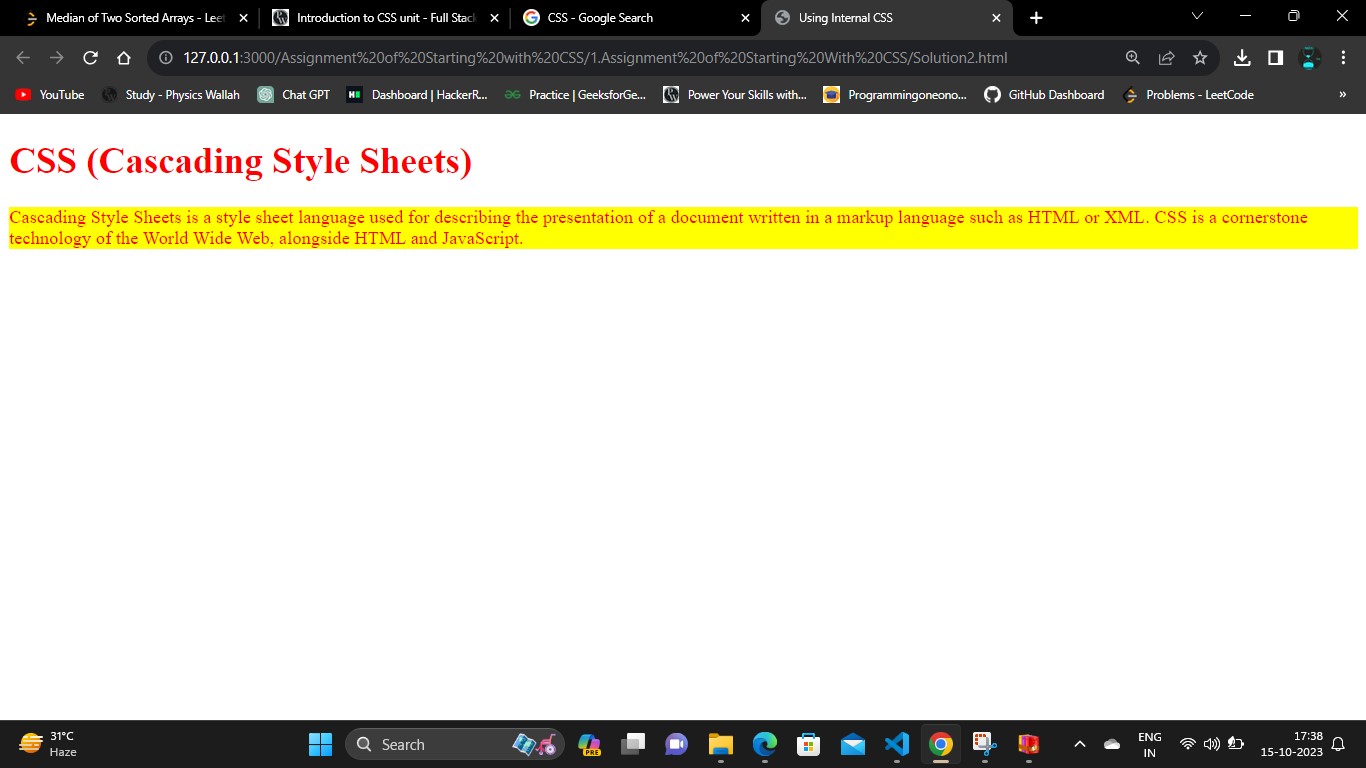 Median of Two Sorted Arrays - Leet
Introduction to CSS unit - Full Stack
CSS - Google Search
Using Internal CSS
127.0.0.1:3000/Assignment%20of%20Starting%20with%20CSS/1.Assignment%20of%20Starting%20With%20CSS/Solution2.html
YouTube
Study - Physics Wallah
Chat GPT
Dashboard | HackerR...
Practice | GeeksforGe...
Power Your Skills with...
Programmingoneono...
GitHub Dashboard
Problems - LeetCode
»
CSS (Cascading Style Sheets)
Cascading Style Sheets is a style sheet language used for describing the presentation of a document written in a markup language such as HTML or XML. CSS is a cornerstone
technology of the World Wide Web, alongside HTML and JavaScript.
31°C
Haze
Search
PRE
ENG
IN
17:38
15-10-2023